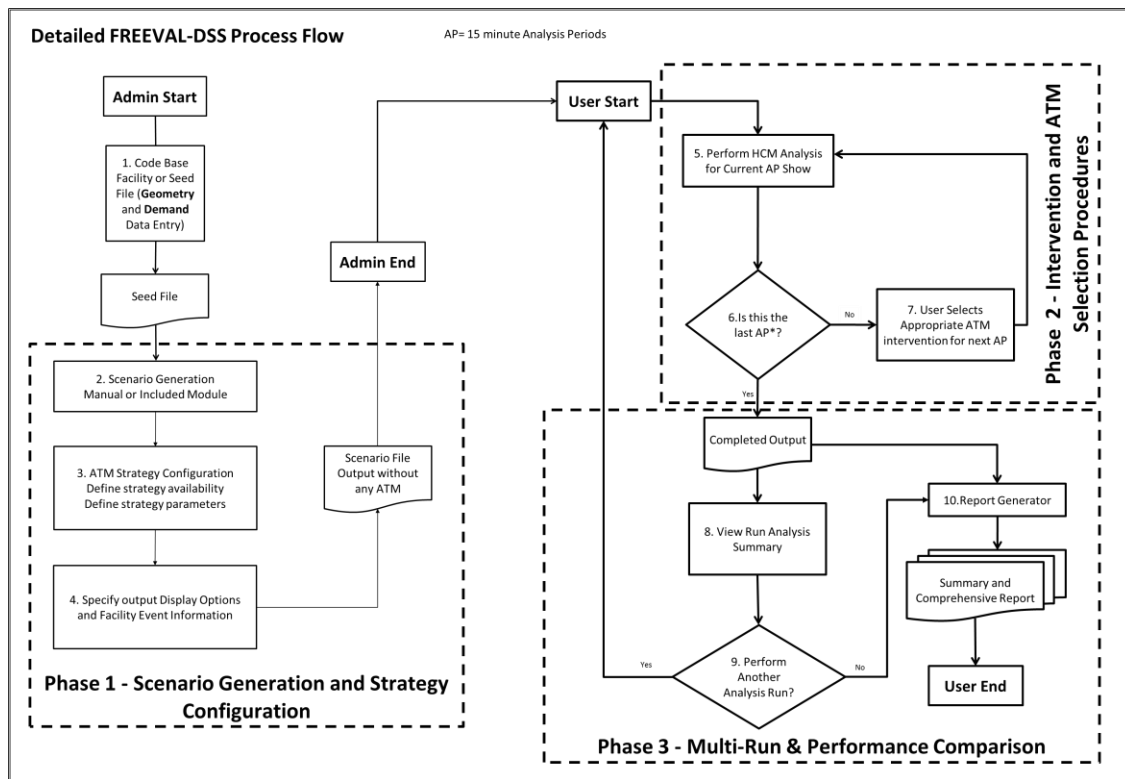 Detailed FREEVAL-DSS Process Flow
AP= 15 minute Analysis Periods
Admin Start
1. Code Base
Facility or Seed
File (Geometry
and Demand
Data Entry)
Seed File
2. Scenario Generation
Manual or Included Module
3. ATM Strategy Configuration
Define strategy availability
Define strategy parameters
4. Specify output Display Options
and Facility Event Information
Phase 1 - Scenario Generation and Strategy
Configuration
Scenario File
Output without
any ATM
Admin End
User Start
5. Perform HCM Analysis
for Current AP Show
6.Is this the
last AP*?
No
7. User Selects
Appropriate ATM
intervention for next AP
Yes
Phase 2 - Intervention and ATM
Selection Procedures
Completed Output
8. View Run Analysis
Summary
9. Perform
Another
Analysis Run?
Yes
No
10.Report Generator
Summary and
Comprehensive Report
User End
Phase 3 - Multi-Run & Performance Comparison